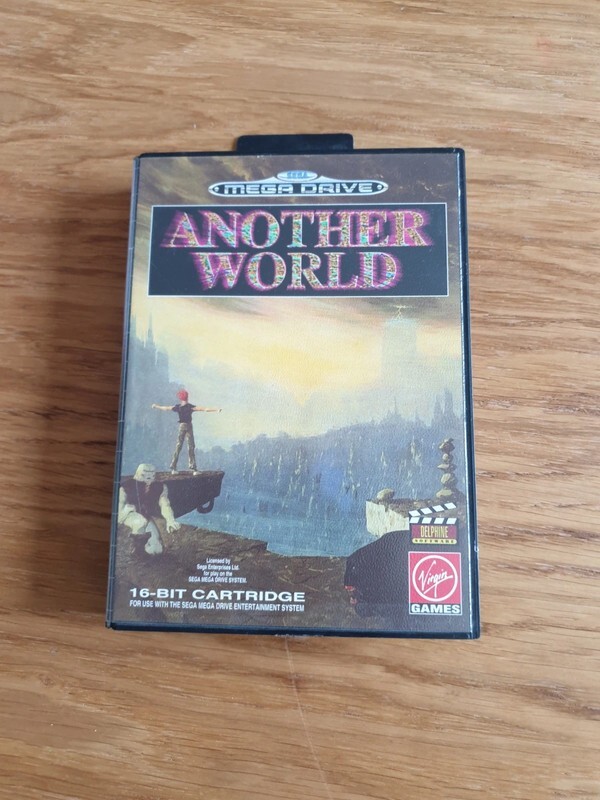 SEGA
MEGA DRIVE
ANOTHER
WORLD
DELPHINE
SOFTWARE
Licensed by
Sega Enterprises Ltd.
for play on the
SEGA MEGA DRIVE SYSTEM.
16-BIT CARTRIDGE
FOR USE WITH THE SEGA MEGA DRIVE ENTERTAINMENT SYSTEM
Virgin
GAMES